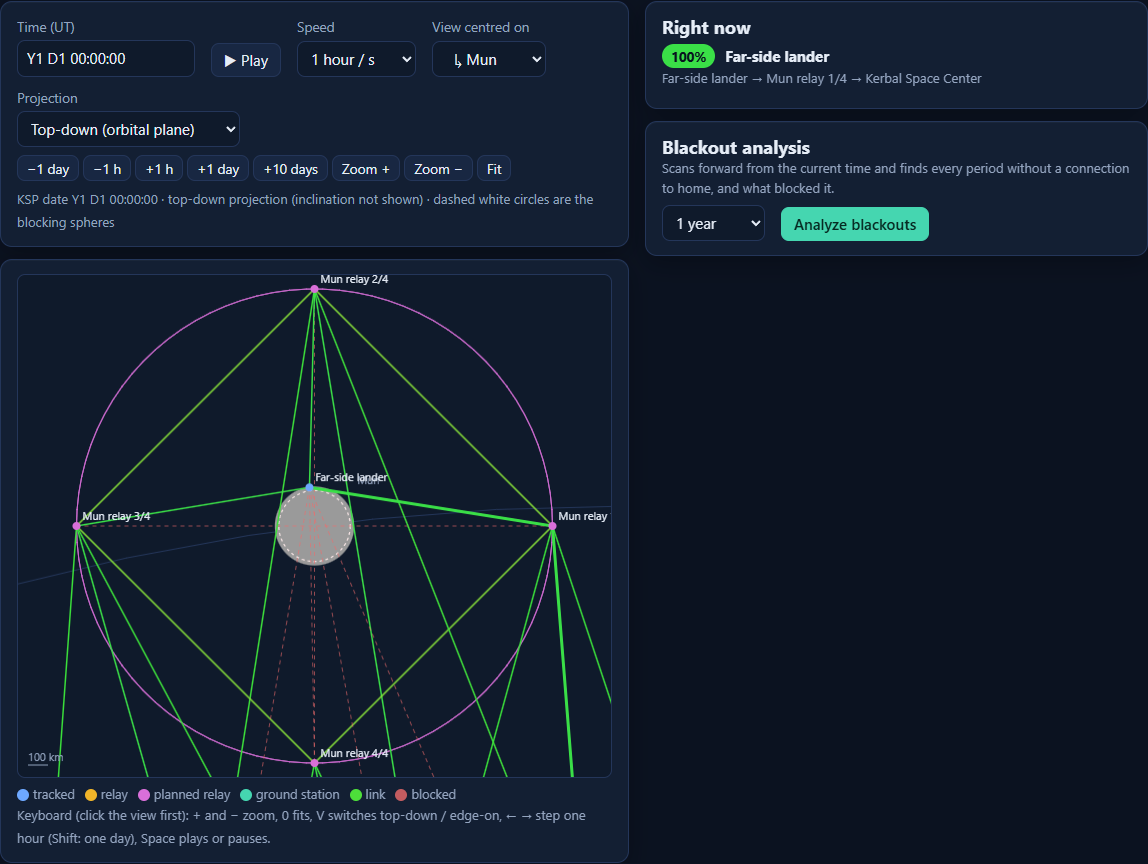 Time (UT)
Speed
View centred on
Y1 D1 00:00:00
▶ Play
1 hour / s
↳ Mun
Projection
Top-down (orbital plane)
−1 day
−1 h
+1 h
+1 day
+10 days
Zoom +
Zoom −
Fit
KSP date Y1 D1 00:00:00 · top-down projection (inclination not shown) · dashed white circles are the
blocking spheres
Mun relay 2/4
Far-side lander
Mun
Mun relay 3/4
Mun relay
Mun relay 4/4
100 km
tracked
relay
planned relay
ground station
link
blocked
Keyboard (click the view first): + and − zoom, 0 fits, V switches top-down / edge-on, ← → step one
hour (Shift: one day), Space plays or pauses.
Right now
100% Far-side lander
Far-side lander → Mun relay 1/4 → Kerbal Space Center
Blackout analysis
Scans forward from the current time and finds every period without a connection
to home, and what blocked it.
1 year
Analyze blackouts